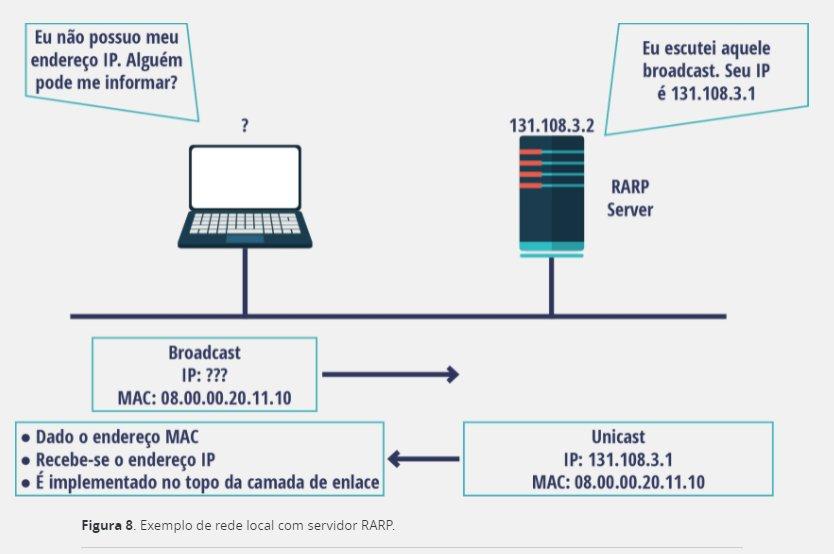 Eu não possuo meu
endereço IP. Alguém
pode me informar?
Eu escutei aquele
broadcast. Seu IP
é 131.108.3.1
?
131.108.3.2
RARP
Server
Broadcast
IP: ???
MAC: 08.00.00.20.11.10
● Dado o endereço MAC
● Recebe-se o endereço IP
● É implementado no topo da camada de enlace
Unicast
IP: 131.108.3.1
MAC: 08.00.00.20.11.10
Figura 8. Exemplo de rede local com servidor RARP.